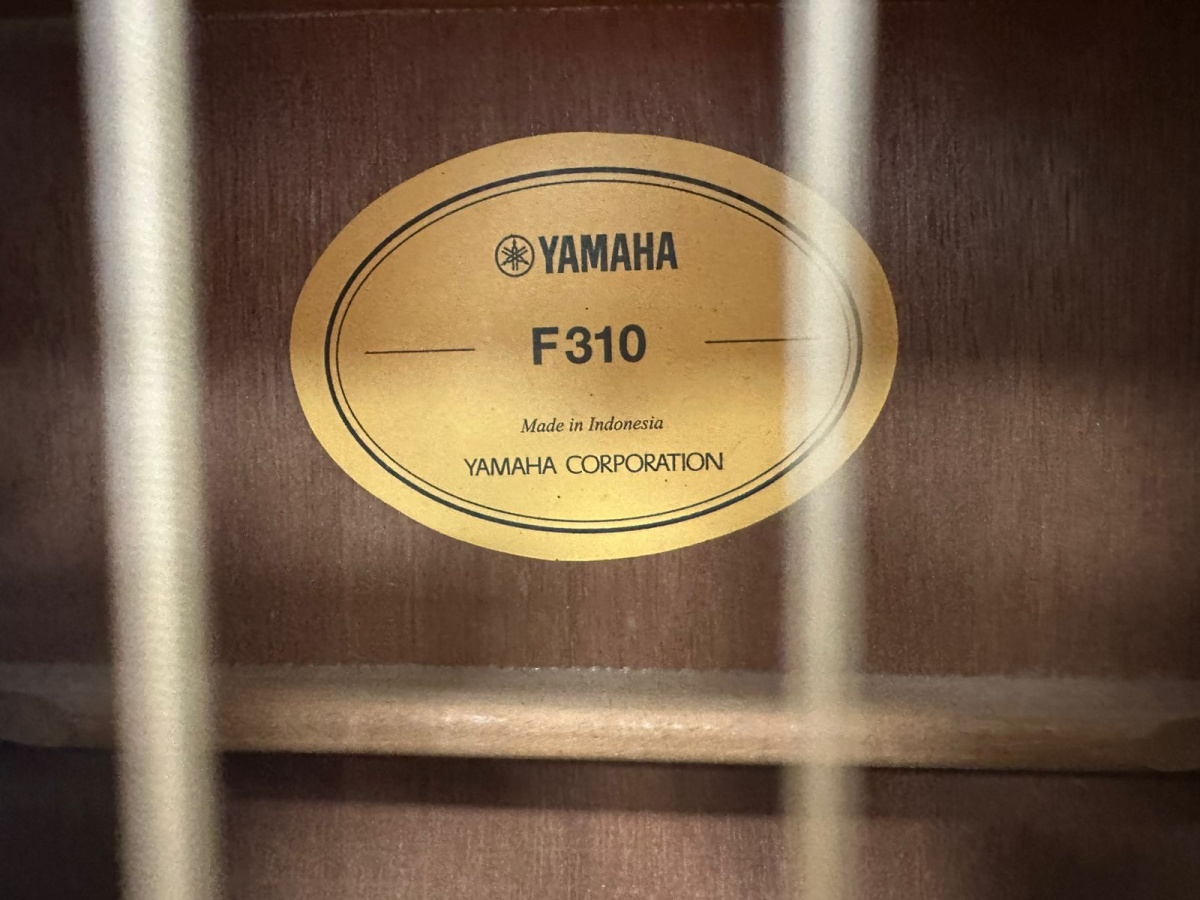 YAMAHA
F310
Made in Indonesia
YAMAHA CORPORATION